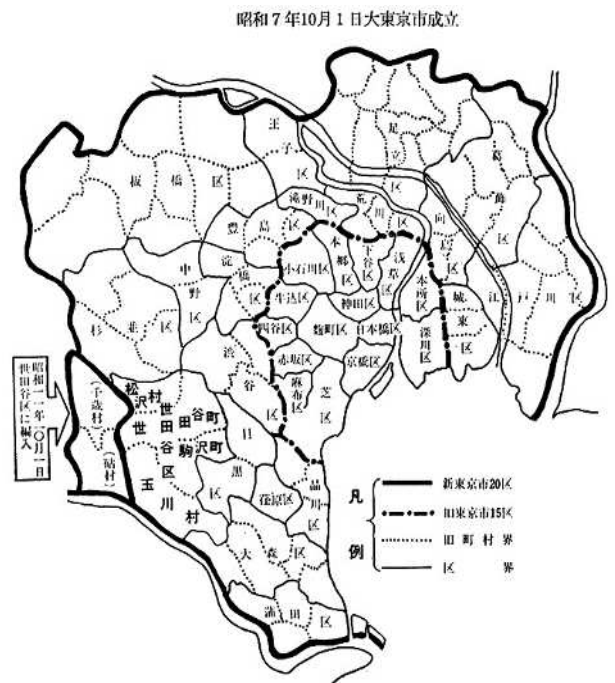 昭和7年10月1日大東京市成立
王子区
足立区
葛飾区
板橋区
滝野川区
荒川区
向島区
豊島区
淀橋区
本郷区
下谷区
浅草区
小石川区
本所区
城東区
江戸川区
中野区
牛込区
神田区
杉並区
四谷区
麹町区
日本橋区
深川区
渋谷区
赤坂区
京橋区
麻布区
芝区
昭和一一年一〇月一日
世田谷区に編入
(千歳村)
(砧村)
松沢村
世田谷町
世田谷区
駒沢町
玉川村
目黒区
荏原区
品川区
大森区
蒲田区
凡例
新東京市20区
旧東京市15区
旧町村界
区界